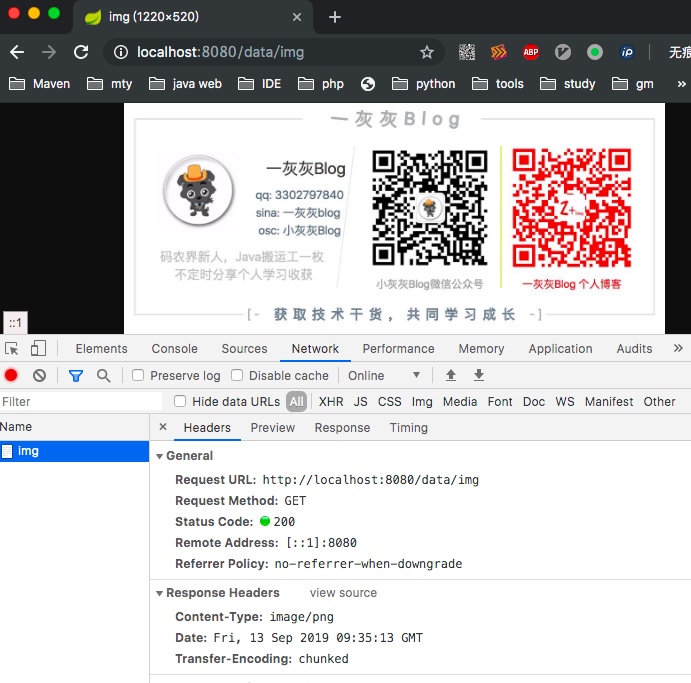 img (1220×520)
localhost:8080/data/img
ABP
iP
无痕
Maven
mty
java web
IDE
php
python
tools
study
gm
一灰灰Blog
一灰灰Blog
qq: 3302797840
sina: 一灰灰blog
osc: 小灰灰Blog
码农界新人，Java搬运工一枚
不定时分享个人学习收获
小灰灰Blog微信公众号
一灰灰Blog 个人博客
[- 获取技术干货，共同学习成长 -]
::1
Elements
Console
Sources
Network
Performance
Memory
Application
Audits
Preserve log
Disable cache
Online
Filter
Hide data URLs
All
XHR
JS
CSS
Img
Media
Font
Doc
WS
Manifest
Other
Name
Headers
Preview
Response
Timing
img
General
Request URL: http://localhost:8080/data/img
Request Method: GET
Status Code: 200
Remote Address: [::1]:8080
Referrer Policy: no-referrer-when-downgrade
Response Headers
view source
Content-Type: image/png
Date: Fri, 13 Sep 2019 09:35:13 GMT
Transfer-Encoding: chunked